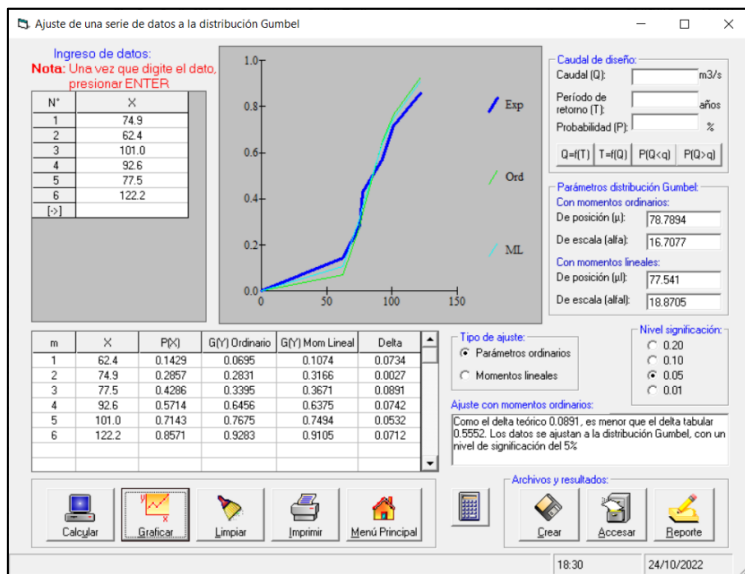 Ajuste de una serie de datos a la distribución Gumbel
Ingreso de datos:
Nota: Una vez que digite el dato,
presionar ENTER
N° X
1 74.9
2 62.4
3 101.0
4 92.6
5 77.5
6 122.2
[->]
1.0
0.8
0.6
0.4
0.2
0.0
0 50 100 150
Exp
Ord
ML
Caudal de diseño:
Caudal (Q): m3/s
Período de
retorno (T): años
Probabilidad (P): %
Q=f(T) T=f(Q) P(Q<q) P(Q>q)
Parámetros distribución Gumbel:
Con momentos ordinarios:
De posición (µ): 78.7894
De escala (alfa): 16.7077
Con momentos lineales:
De posición (µl): 77.541
De escala (alfal): 18.8705
m X P(X) G(Y) Ordinario G(Y) Mom Lineal Delta
1 62.4 0.1429 0.0695 0.1074 0.0734
2 74.9 0.2857 0.2831 0.3166 0.0027
3 77.5 0.4286 0.3395 0.3671 0.0891
4 92.6 0.5714 0.6456 0.6375 0.0742
5 101.0 0.7143 0.7675 0.7494 0.0532
6 122.2 0.8571 0.9283 0.9105 0.0712
Tipo de ajuste:
Parámetros ordinarios
Momentos lineales
Nivel significación:
0.20
0.10
0.05
0.01
Ajuste con momentos ordinarios:
Como el delta teórico 0.0891, es menor que el delta tabular
0.5552. Los datos se ajustan a la distribución Gumbel, con un
nivel de significación del 5%
Calcular Graficar Limpiar Imprimir Menú Principal
Archivos y resultados:
Crear Accesar Reporte
18:30 24/10/2022